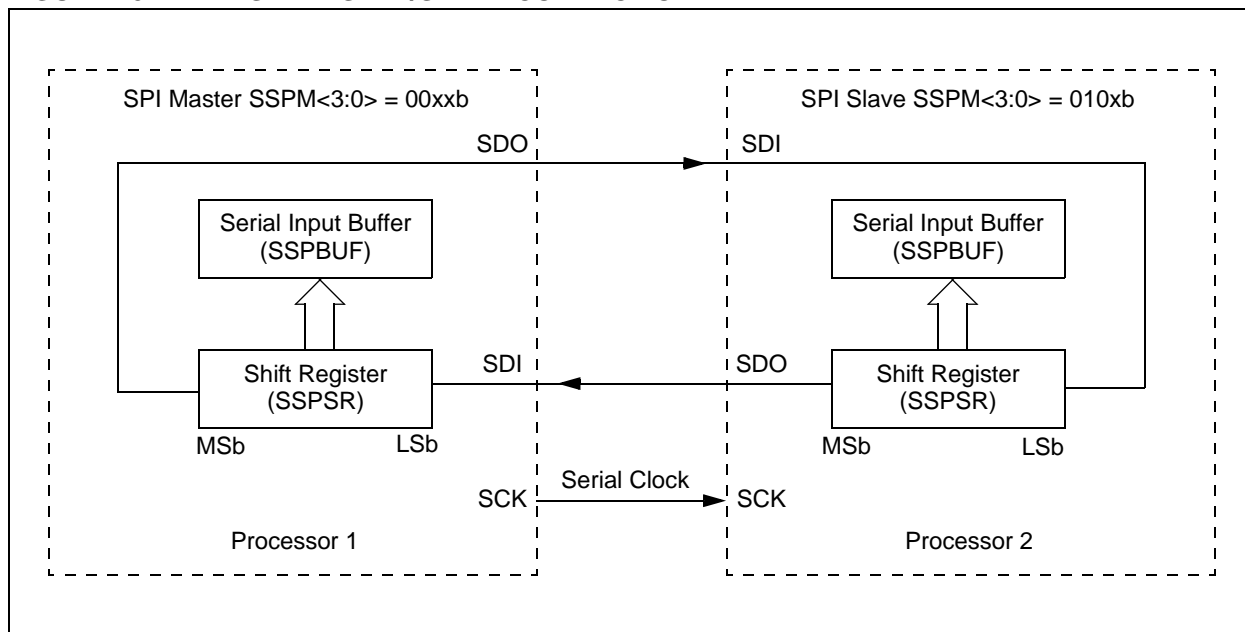 SPI Master SSPM<3:0> = 00xxb
SPI Slave SSPM<3:0> = 010xb
SDO
SDI
Serial Input Buffer
(SSPBUF)
Serial Input Buffer
(SSPBUF)
Shift Register
(SSPSR)
SDI
SDO
Shift Register
(SSPSR)
MSb
LSb
MSb
LSb
Serial Clock
SCK
SCK
Processor 1
Processor 2